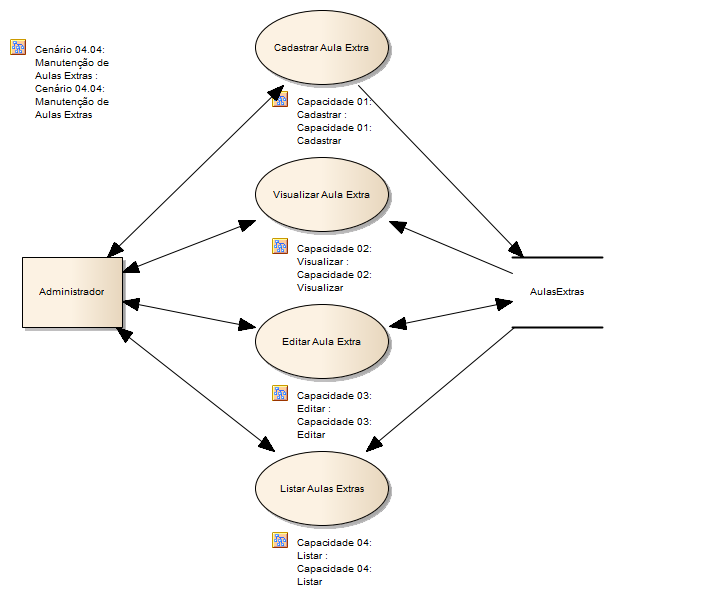 Cadastrar Aula Extra
Cenário 04.04:
Manutenção de
Aulas Extras :
Cenário 04.04:
Manutenção de
Aulas Extras
Capacidade 01:
Cadastrar :
Capacidade 01:
Cadastrar
Visualizar Aula Extra
Capacidade 02:
Visualizar :
Capacidade 02:
Visualizar
Administrador
AulasExtras
Editar Aula Extra
Capacidade 03:
Editar :
Capacidade 03:
Editar
Listar Aulas Extras
Capacidade 04:
Listar :
Capacidade 04:
Listar